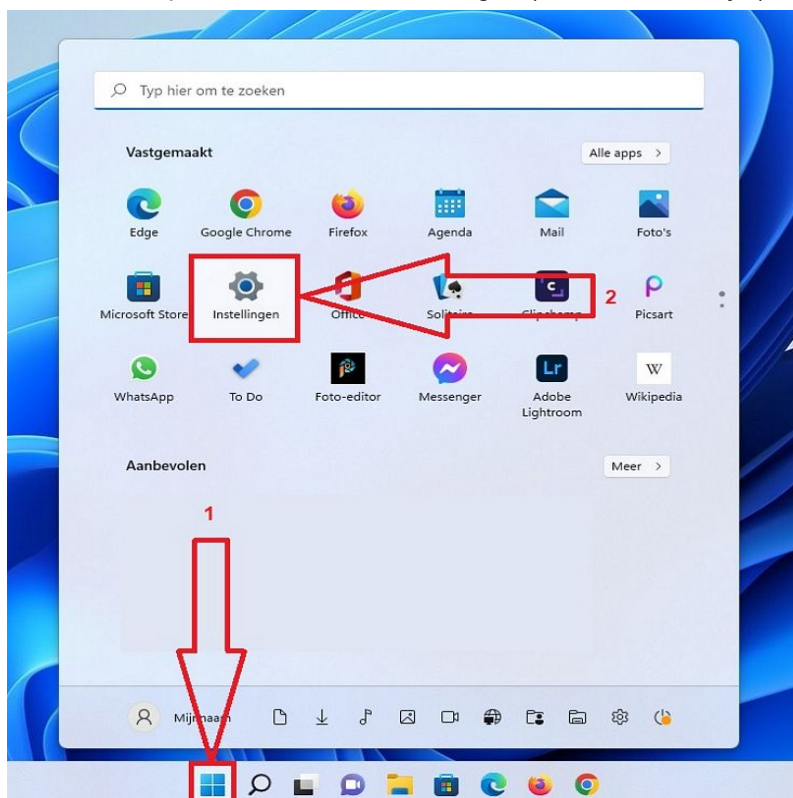 Typ hier om te zoeken
Vastgemaakt
Alle apps >
Edge
Google Chrome
Firefox
Agenda
Mail
Foto's
Microsoft Store
Instellingen
Office
Solitaire
Clipchamp
2
Picsart
WhatsApp
To Do
Foto-editor
Messenger
Lr
Adobe
Lightroom
W
Wikipedia
Aanbevolen
Meer >
1
Mijn naam